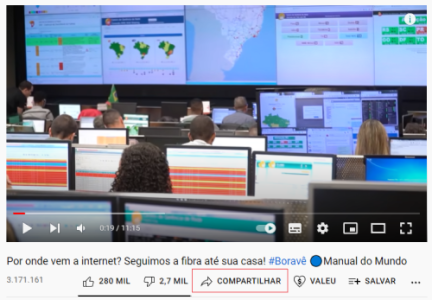 0:19 / 11:15
Por onde vem a internet? Seguimos a fibra até sua casa! #Boravê 🔵Manual do Mundo
3.171.161 280 MIL 2,7 MIL COMPARTILHAR VALEU SALVAR